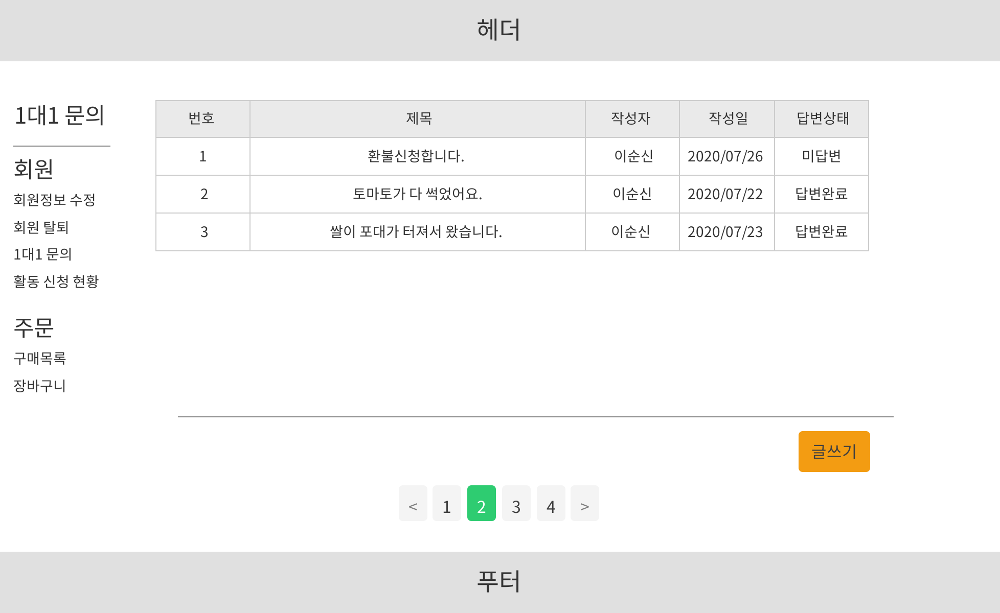 헤더
1대1 문의
회원
회원정보 수정
회원 탈퇴
1대1 문의
활동 신청 현황
주문
구매목록
장바구니
번호 제목 작성자 작성일 답변상태
1 환불신청합니다. 이순신 2020/07/26 미답변
2 토마토가 다 썩었어요. 이순신 2020/07/22 답변완료
3 쌀이 포대가 터져서 왔습니다. 이순신 2020/07/23 답변완료
글쓰기
< 1 2 3 4 >
푸터